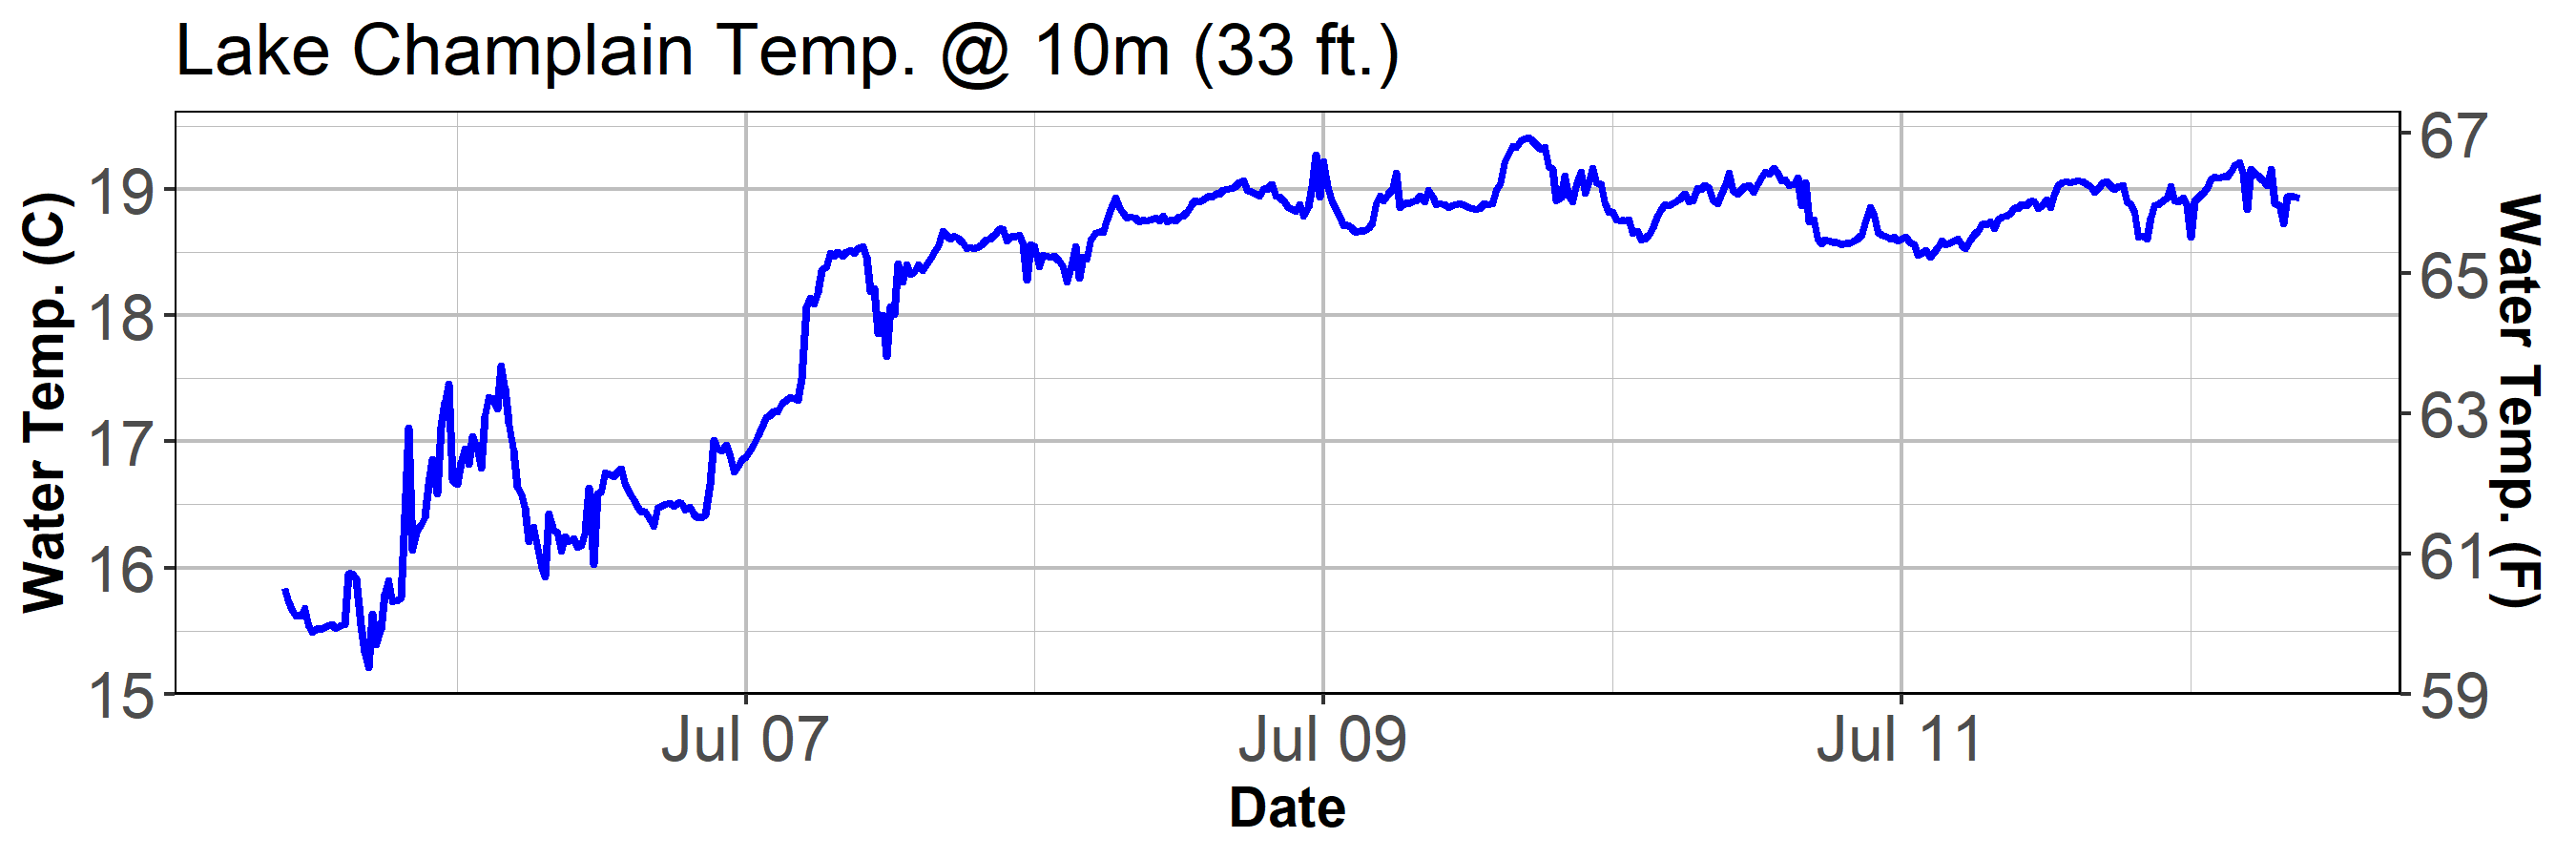 Lake Champlain Temp. @ 10m (33 ft.)
Water Temp. (C)
19
18
17
16
15
67
65
63
61
59
Water Temp. (F)
Jul 07
Jul 09
Jul 11
Date